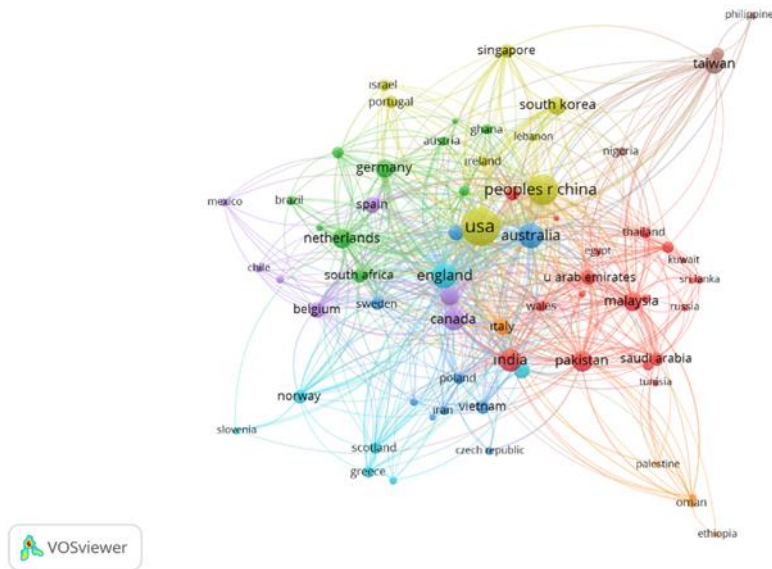 philippine
singapore
taiwan
israel
portugal
south korea
ghana
lebanon
austria
nigeria
ireland
germany
peoples r china
mexico
brazil
spain
usa
australia
thailand
netherlands
egypt
kuwait
chile
south africa
england
u arab emirates
sri lanka
belgium
sweden
malaysia
wales
russia
canada
italy
india
pakistan
saudi arabia
poland
tunisia
norway
iran
vietnam
slovenia
scotland
czech republic
greece
palestine
oman
ethiopia
VOSviewer